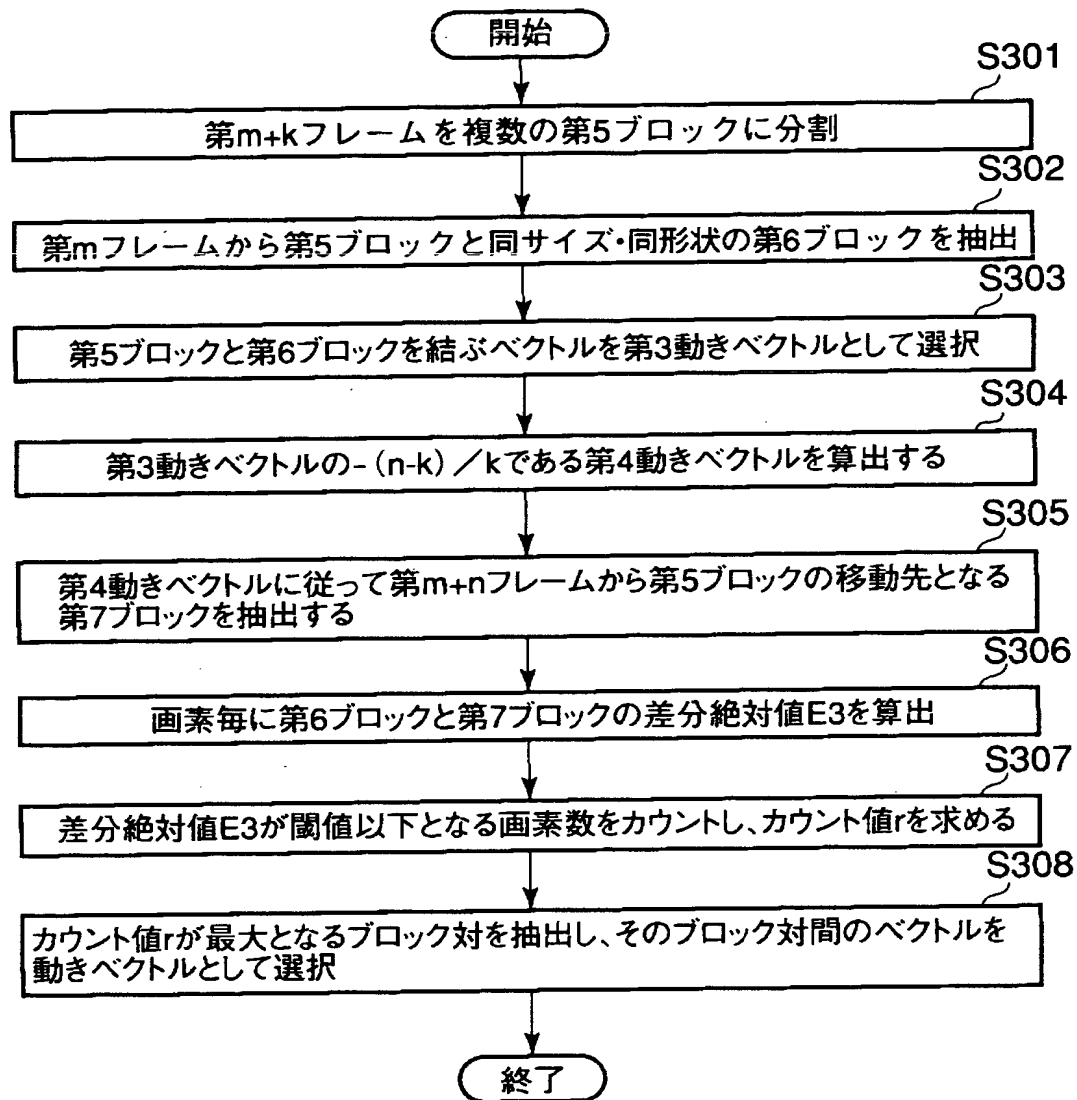 開始
S301
第m+kフレームを複数の第5ブロックに分割
S302
第mフレームから第5ブロックと同サイズ・同形状の第6ブロックを抽出
S303
第5ブロックと第6ブロックを結ぶベクトルを第3動きベクトルとして選択
S304
第3動きベクトルの-(n-k)/kである第4動きベクトルを算出する
S305
第4動きベクトルに従って第m+nフレームから第5ブロックの移動先となる
第7ブロックを抽出する
S306
画素毎に第6ブロックと第7ブロックの差分絶対値E3を算出
S307
差分絶対値E3が閾値以下となる画素数をカウントし、カウント値rを求める
S308
カウント値rが最大となるブロック対を抽出し、そのブロック対間のベクトルを
動きベクトルとして選択
終了